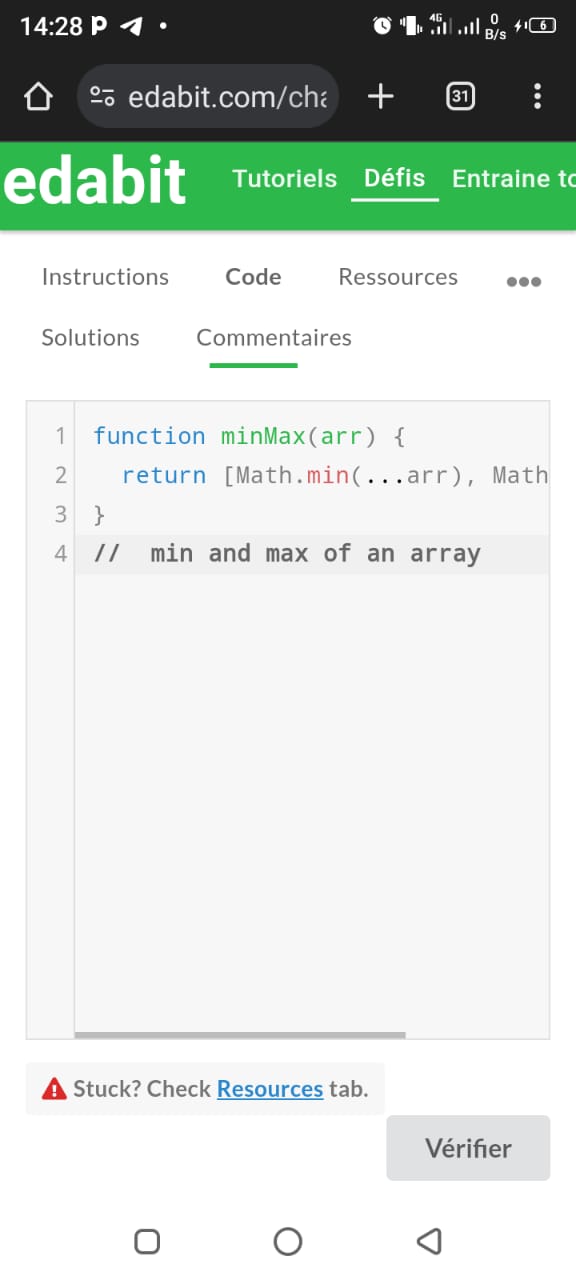 14:28
4G 0 B/s 6
edabit.com/cha
31
edabit Tutoriels Défis Entraine to
Instructions Code Ressources
Solutions Commentaires
1 function minMax(arr) {
2 return [Math.min(...arr), Math
3 }
4 // min and max of an array
Stuck? Check Resources tab.
Vérifier